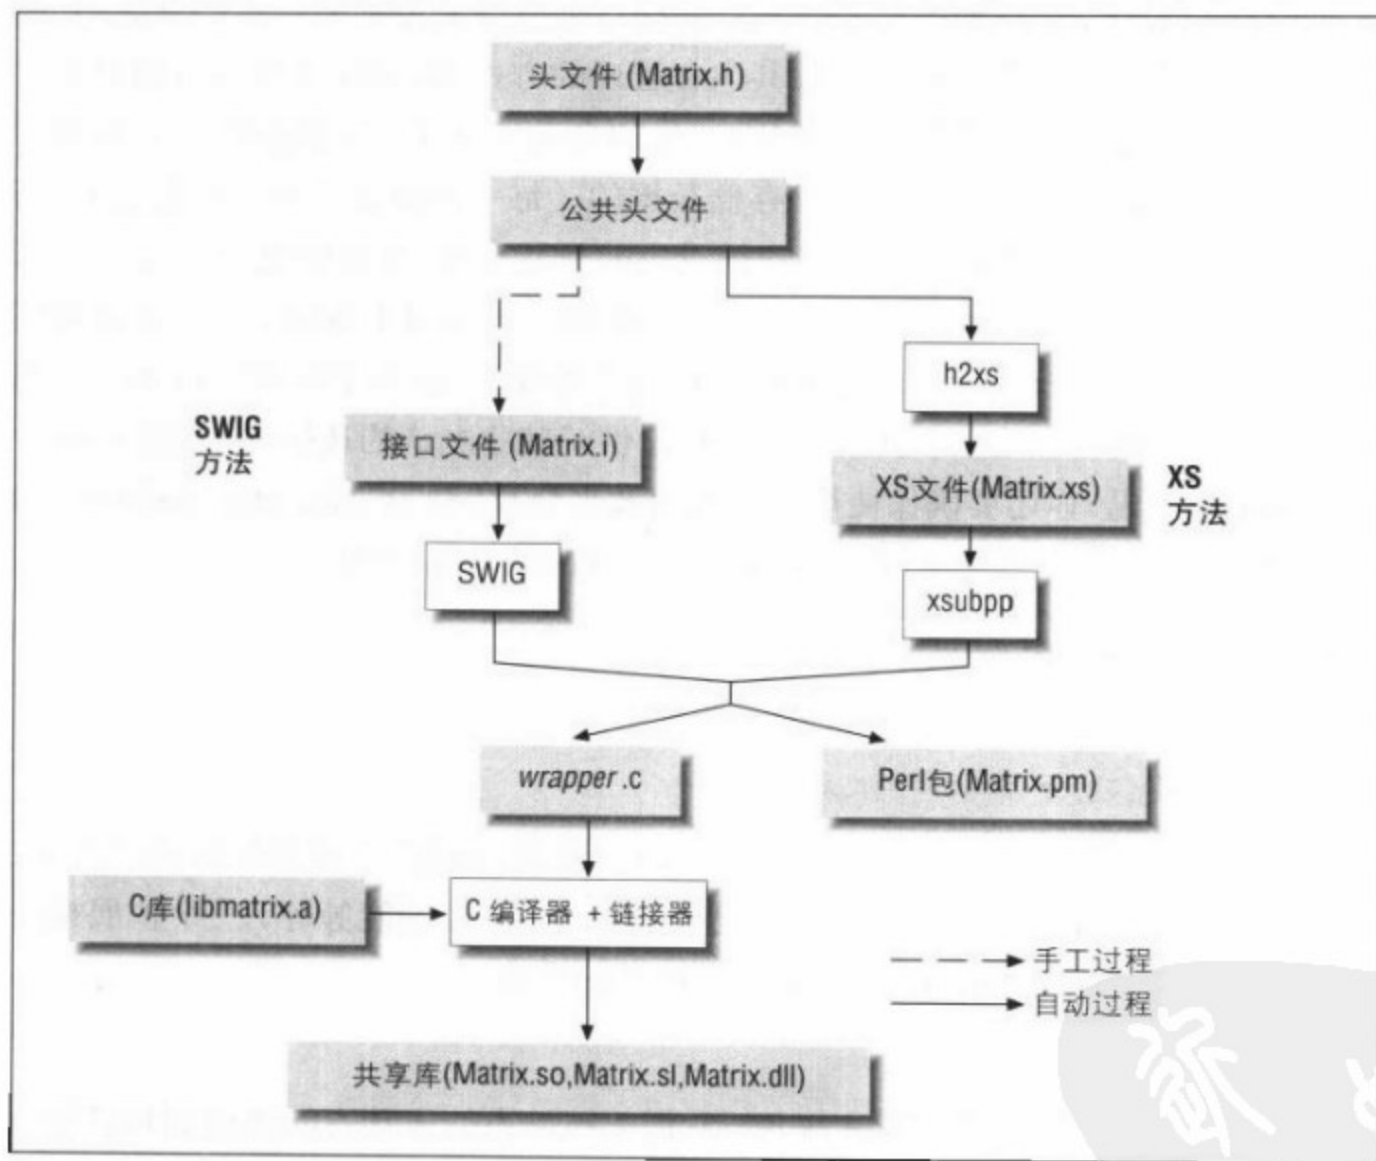 头文件 (Matrix.h)
公共头文件
h2xs
SWIG
方法
接口文件 (Matrix.i)
XS文件(Matrix.xs)
XS
方法
SWIG
xsubpp
wrapper .c
Perl包(Matrix.pm)
C库(libmatrix.a)
C 编译器 + 链接器
手工过程
自动过程
共享库(Matrix.so,Matrix.sl,Matrix.dll)